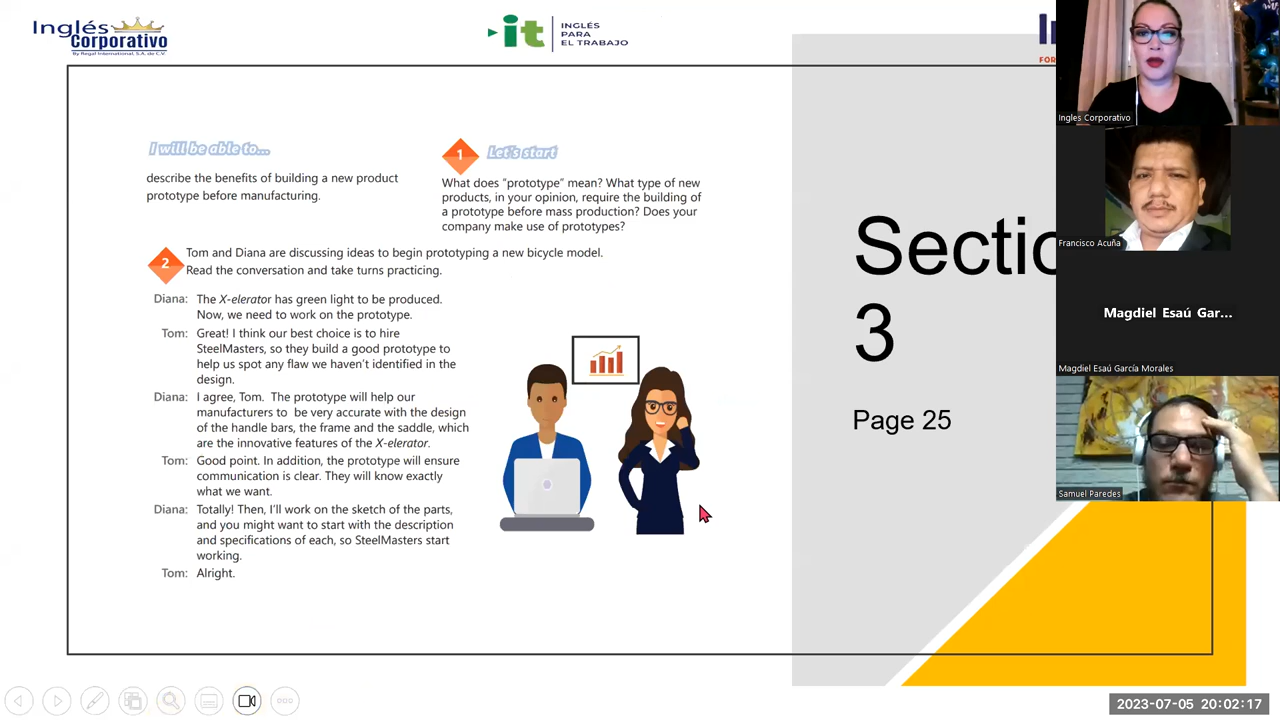 Inglés
Corporativo
By Regal International, S.A. de C.V.
it
INGLÉS
PARA
EL TRABAJO
I will be able to...
describe the benefits of building a new product
prototype before manufacturing.
1
Let's start
What does "prototype" mean? What type of new
products, in your opinion, require the building of
a prototype before mass production? Does your
company make use of prototypes?
2
Tom and Diana are discussing ideas to begin prototyping a new bicycle model.
Read the conversation and take turns practicing.
Diana: The X-elerator has green light to be produced.
Now, we need to work on the prototype.
Tom: Great! I think our best choice is to hire
SteelMasters, so they build a good prototype to
help us spot any flaw we haven't identified in the
design.
Diana: I agree, Tom. The prototype will help our
manufacturers to be very accurate with the design
of the handle bars, the frame and the saddle, which
are the innovative features of the X-elerator.
Tom: Good point. In addition, the prototype will ensure
communication is clear. They will know exactly
what we want.
Diana: Totally! Then, I'll work on the sketch of the parts,
and you might want to start with the description
and specifications of each, so SteelMasters start
working.
Tom: Alright.
Sectio
3
Page 25
FOR
Ingles Corporativo
Francisco Acuña
Magdiel Esaú Gar...
Magdiel Esaú García Morales
Samuel Paredes
2023-07-05 20:02:17